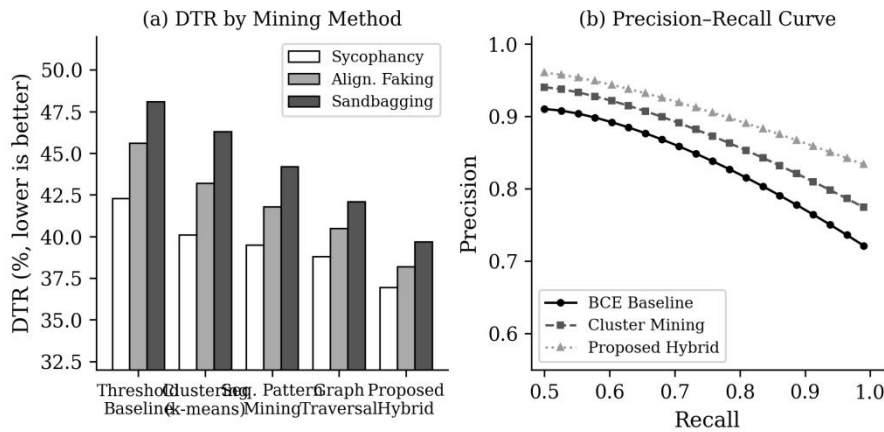 (a) DTR by Mining Method
DTR (%, lower is better)
50.0
47.5
45.0
42.5
40.0
37.5
35.0
32.5
Sycophancy
Align. Faking
Sandbagging
Threshold
Baseline
Clustering
(k-means)
Seq. Pattern
Mining
Graph
Traversal
Proposed
Hybrid
(b) Precision–Recall Curve
Precision
1.0
0.9
0.8
0.7
0.6
BCE Baseline
Cluster Mining
Proposed Hybrid
0.5 0.6 0.7 0.8 0.9 1.0
Recall